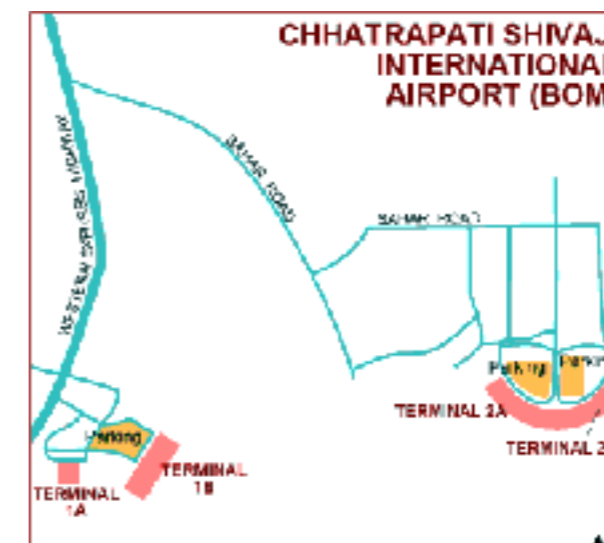 CHHATRAPATI SHIVAJ
INTERNATIONAL
AIRPORT (BOM
SAHAR ROAD
SAHAR ROAD
WESTERN EXPRESS HIGHWAY
Parking
Parkin
TERMINAL 2A
TERMINAL 2
Parking
TERMINAL
1B
TERMINAL
1A